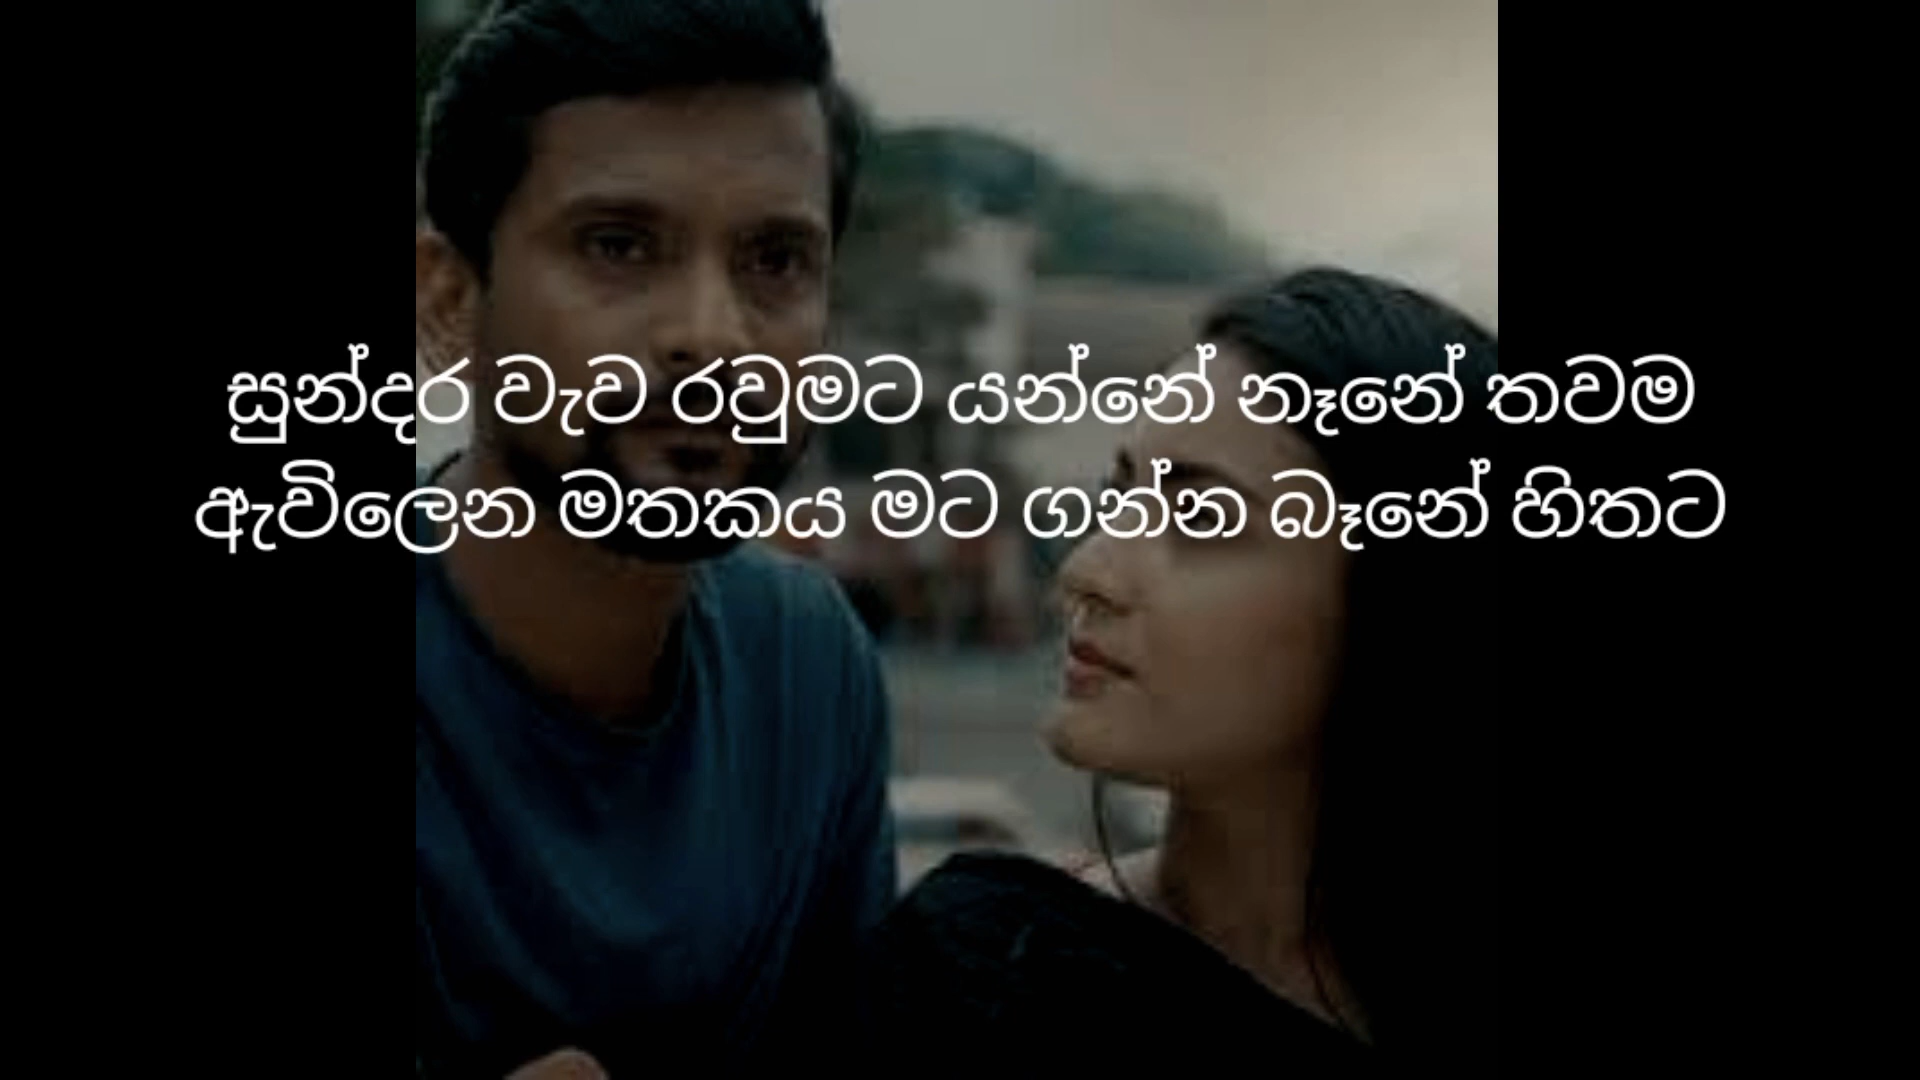 සුන්දර වැව රවුමට යන්නේ නෑනේ තවම
ඇවිලෙන මතකය මට ගන්න බෑනේ හිතට